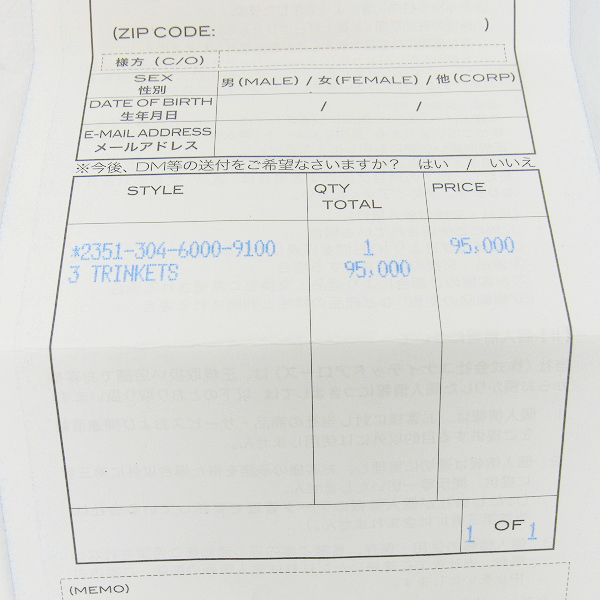 (ZIP CODE: )
様方 (C/O)
SEX
性別
男(MALE) / 女(FEMALE) / 他(CORP)
DATE OF BIRTH
生年月日
/ /
E-MAIL ADDRESS
メールアドレス
※今後、DM等の送付をご希望なさいますか? はい / いいえ
STYLE QTY PRICE
TOTAL
*2351-304-6000-9100 1 95,000
3 TRINKETS 95,000
1 OF 1
(MEMO)